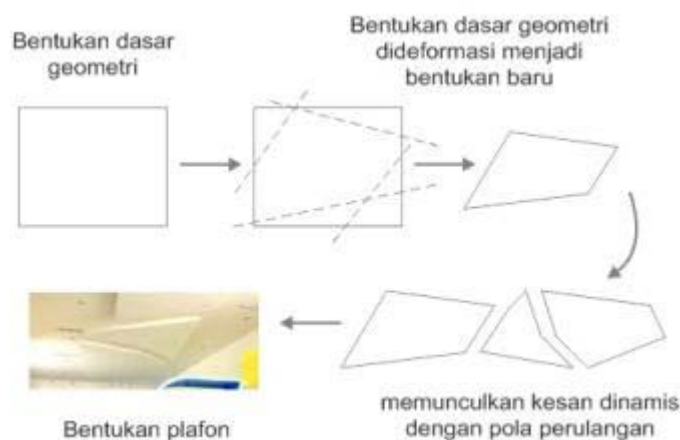 Bentukan dasar
geometri
Bentukan dasar geometri
dideformasi menjadi
bentukan baru
memunculkan kesan dinamis
dengan pola perulangan
Bentukan plafon